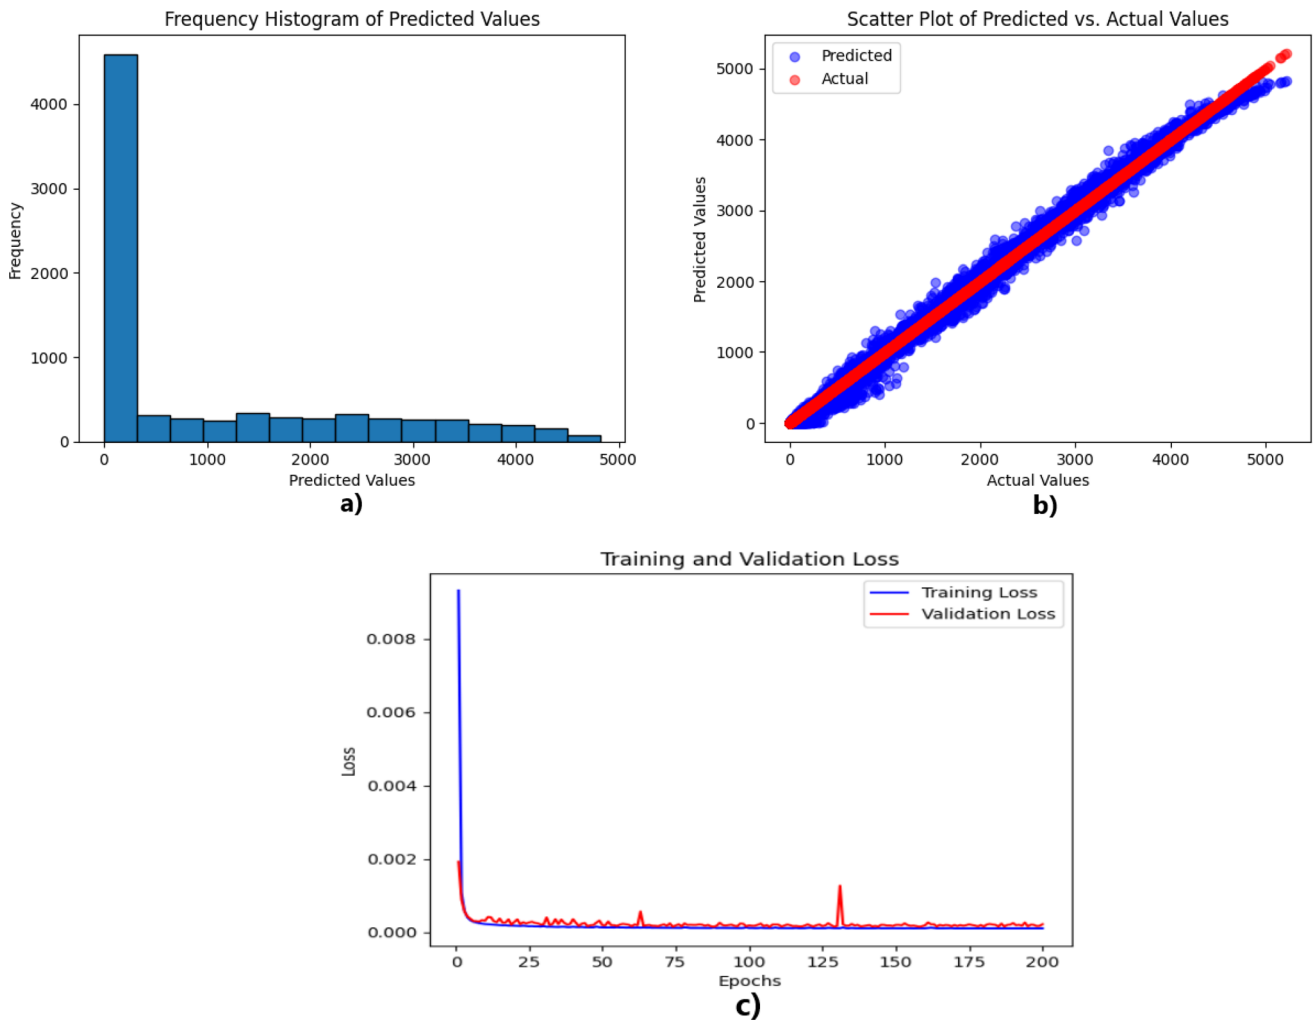 Frequency Histogram of Predicted Values
Frequency
4000
3000
2000
1000
0
0 1000 2000 3000 4000 5000
Predicted Values
a)
Scatter Plot of Predicted vs. Actual Values
Predicted
Actual
Predicted Values
5000
4000
3000
2000
1000
0
0 1000 2000 3000 4000 5000
Actual Values
b)
Training and Validation Loss
Training Loss
Validation Loss
Loss
0.008
0.006
0.004
0.002
0.000
0 25 50 75 100 125 150 175 200
Epochs
c)